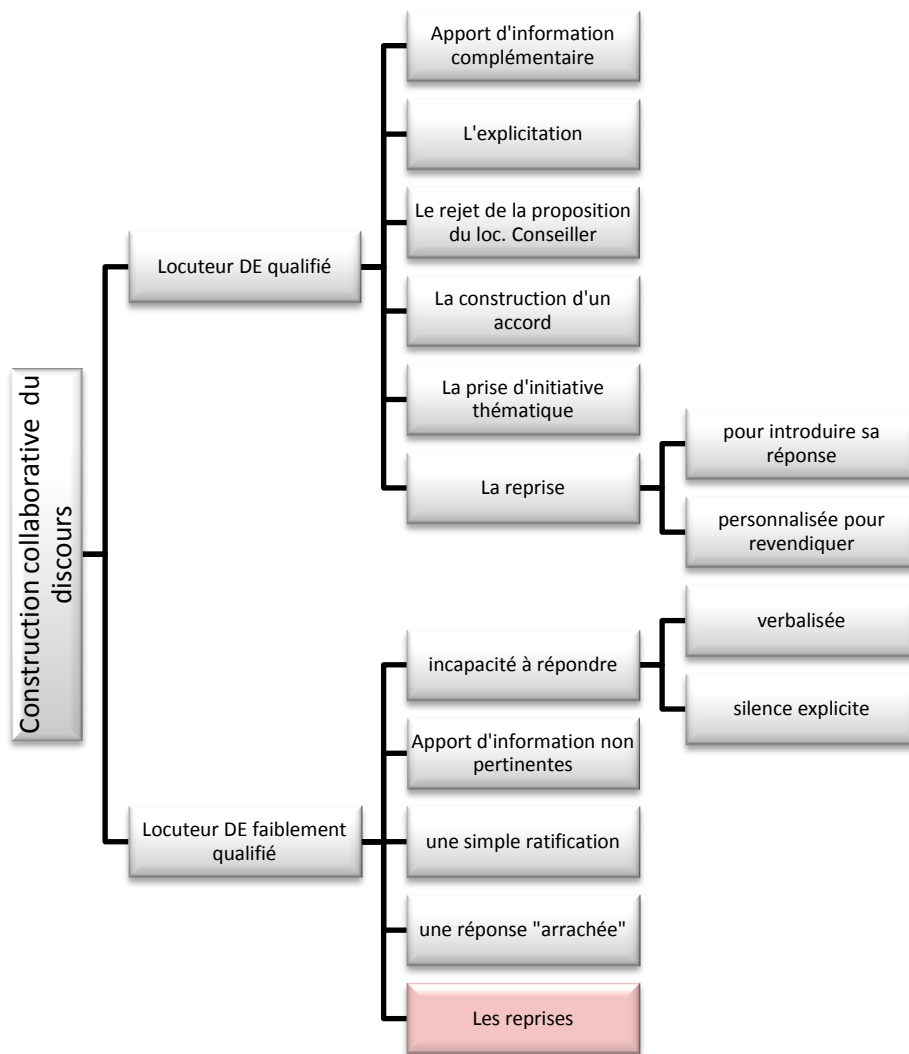 Construction collaborative du
discours
Locuteur DE qualifié
Apport d'information
complémentaire
L'explicitation
Le rejet de la proposition
du loc. Conseiller
La construction d'un
accord
La prise d'initiative
thématique
La reprise
pour introduire sa
réponse
personnalisée pour
revendiquer
Locuteur DE faiblement
qualifié
incapacité à répondre
verbalisée
silence explicite
Apport d'information non
pertinentes
une simple ratification
une réponse "arrachée"
Les reprises